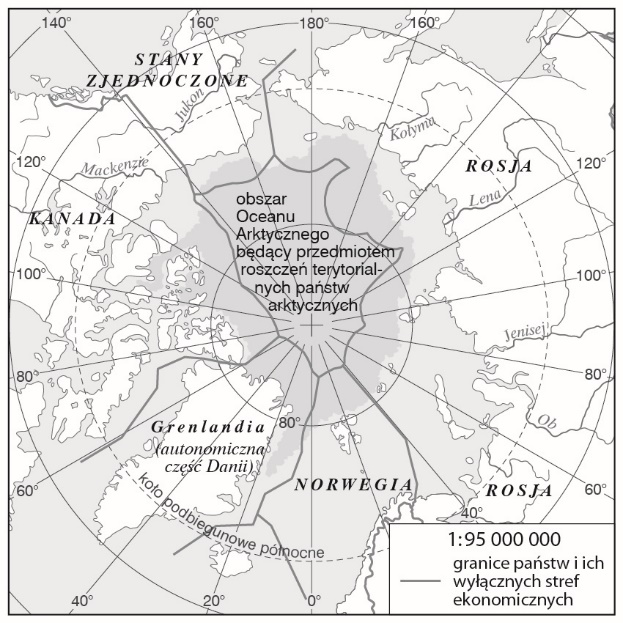 140°
160°
180°
160°
STANY
ZJEDNOCZONE
Jukon
Kołyma
120°
Mackenzie
ROSJA
120°
Lena
KANADA
obszar
Oceanu
Arktycznego
będący przedmiotem
roszczeń terytorial-
nych państw
arktycznych
100°
100°
Jenisej
80°
80°
80°
Grenlandia
(autonomiczna
część Danii)
Ob
NORWEGIA
ROSJA
60°
60°
koło podbiegunowe północne
40°
1:95 000 000
granice państw i ich
wyłącznych stref
ekonomicznych
40°
20°
0°